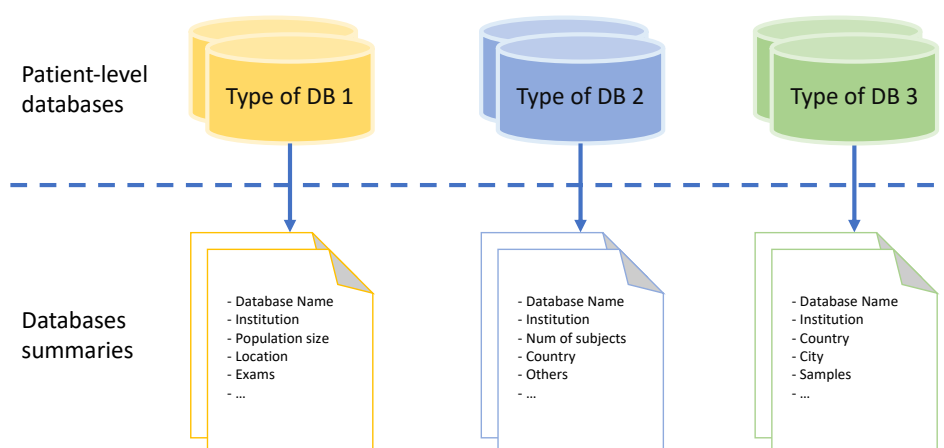 Patient-level
databases
Type of DB 1
Type of DB 2
Type of DB 3
Databases
summaries
- Database Name
- Institution
- Population size
- Location
- Exams
- ...
- Database Name
- Institution
- Num of subjects
- Country
- Others
- ...
- Database Name
- Institution
- Country
- City
- Samples
- ...